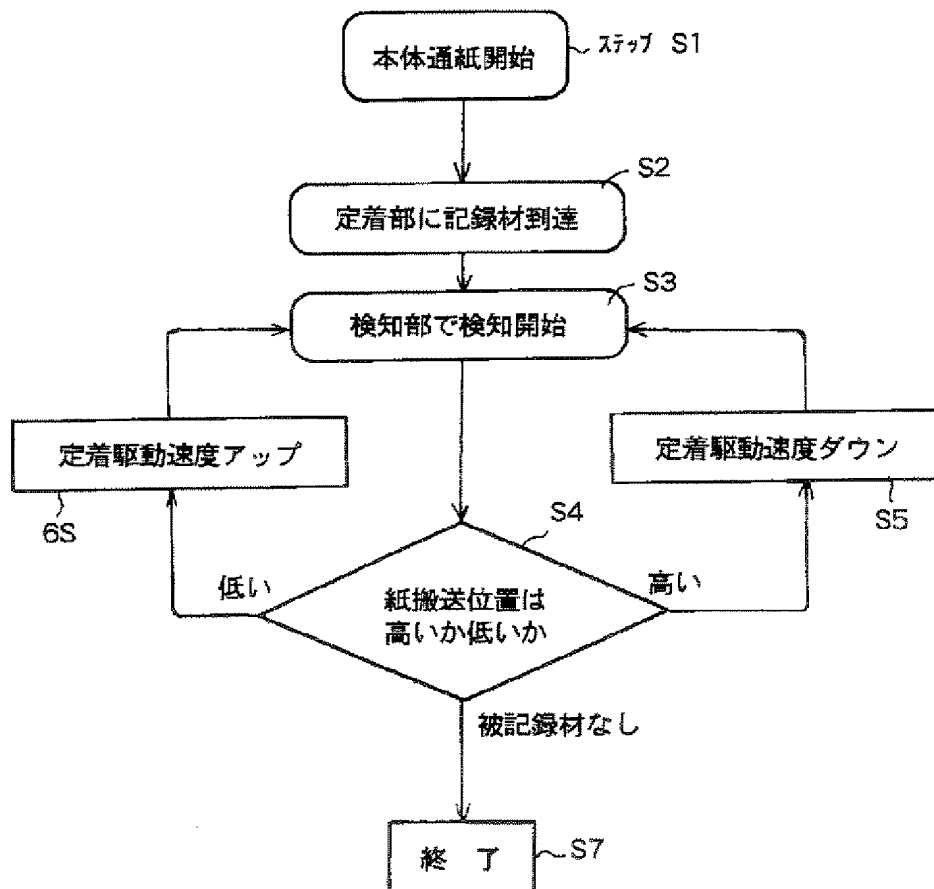 本体通紙開始
ステップ S1
S2
定着部に記録材到達
S3
検知部で検知開始
定着駆動速度アップ
6S
定着駆動速度ダウン
S5
S4
低い
高い
紙搬送位置は
高いか低いか
被記録材なし
終 了
S7